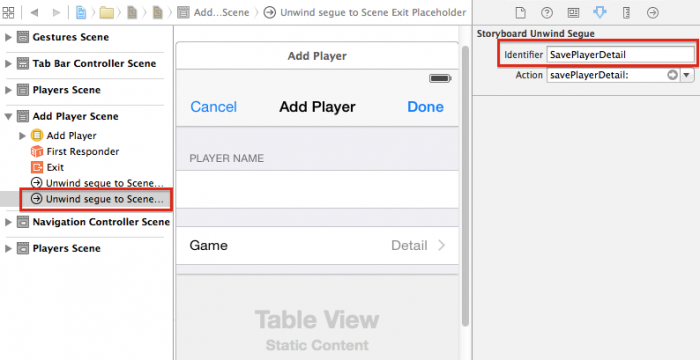 Add...Scene Unwind segue to Scene Exit Placeholder
Gestures Scene
Tab Bar Controller Scene
Players Scene
Add Player Scene
Add Player
First Responder
Exit
Unwind segue to Scene...
Unwind segue to Scene...
Navigation Controller Scene
Players Scene
Add Player
Cancel Add Player Done
PLAYER NAME
Game Detail
Table View
Static Content
Storyboard Unwind Segue
Identifier SavePlayerDetail
Action savePlayerDetail: